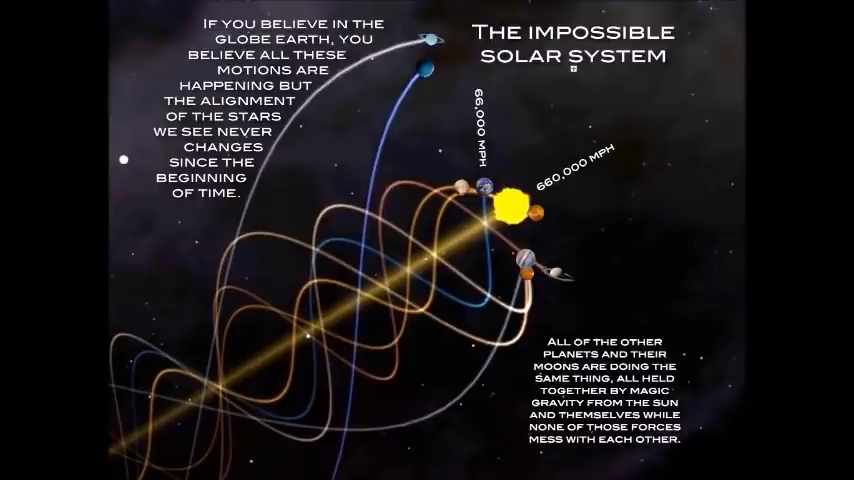 If you believe in the
globe earth, you
believe all these
motions are
happening but
the alignment
of the stars
we see never
changes
since the
beginning
of time.
The impossible
solar system
66,000 mph
660,000 mph
All of the other
planets and their
moons are doing the
same thing, all held
together by magic
gravity from the sun
and themselves while
none of those forces
mess with each other.